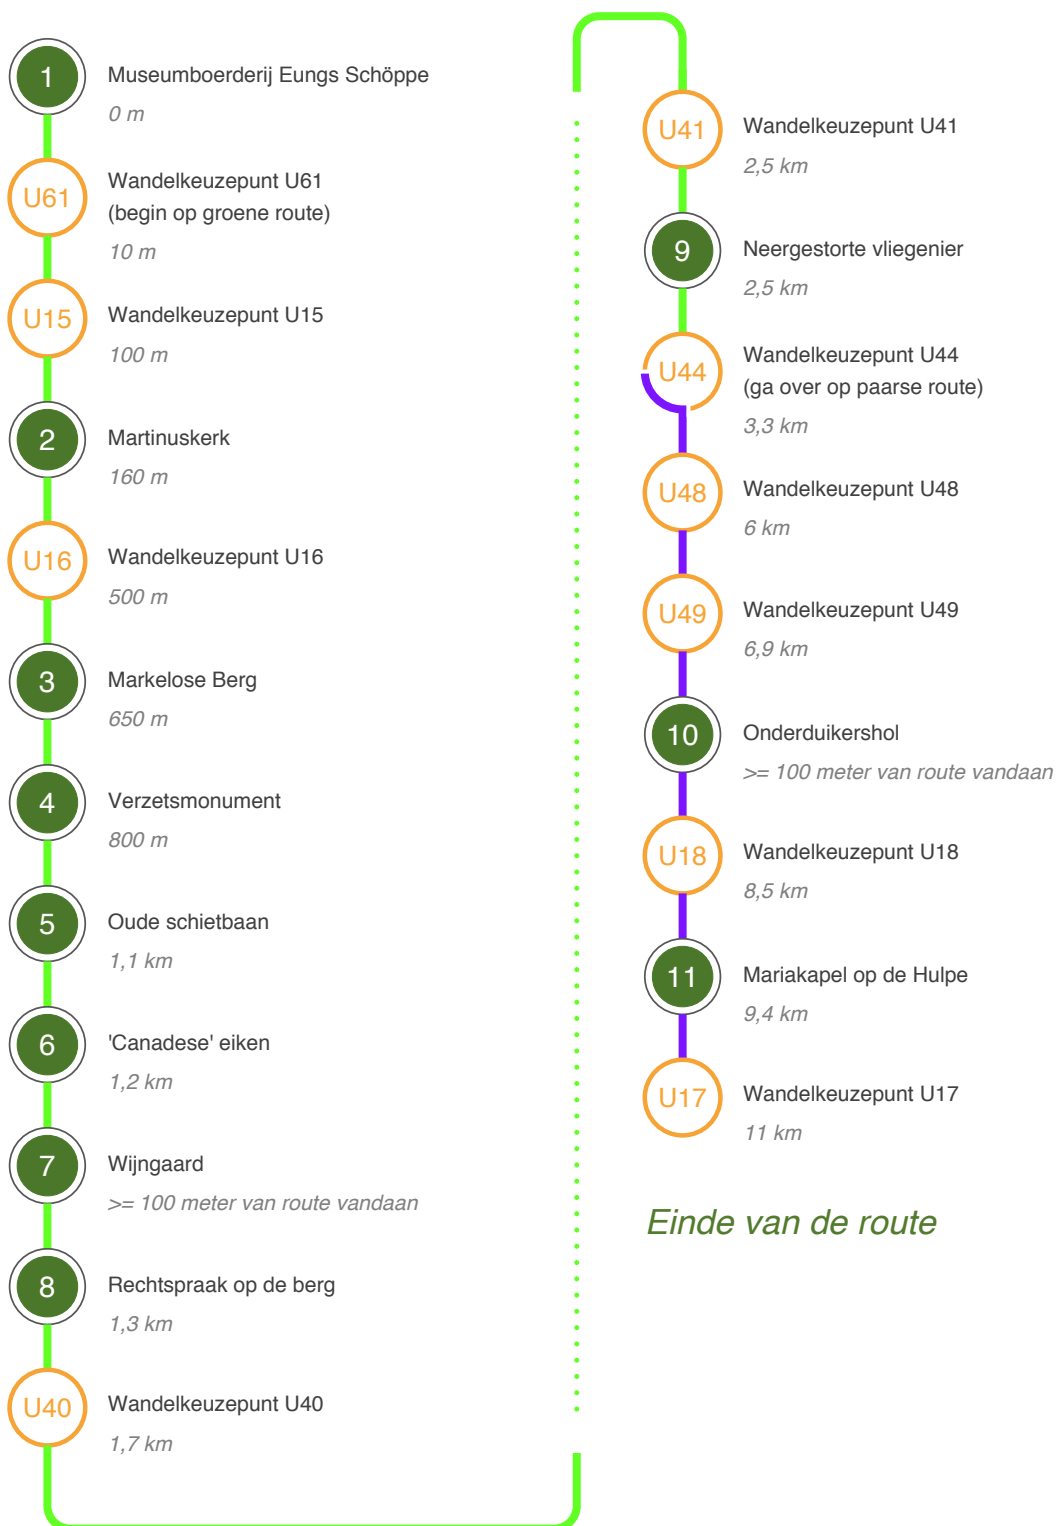 1
Museumboerderij Eungs Schöppe
0 m
U61
Wandelkeuzepunt U61
(begin op groene route)
10 m
U15
Wandelkeuzepunt U15
100 m
2
Martinuskerk
160 m
U16
Wandelkeuzepunt U16
500 m
3
Markelose Berg
650 m
4
Verzetsmonument
800 m
5
Oude schietbaan
1,1 km
6
'Canadese' eiken
1,2 km
7
Wijngaard
>= 100 meter van route vandaan
8
Rechtspraak op de berg
1,3 km
U40
Wandelkeuzepunt U40
1,7 km
U41
Wandelkeuzepunt U41
2,5 km
9
Neergestorte vliegenier
2,5 km
U44
Wandelkeuzepunt U44
(ga over op paarse route)
3,3 km
U48
Wandelkeuzepunt U48
6 km
U49
Wandelkeuzepunt U49
6,9 km
10
Onderduikershol
>= 100 meter van route vandaan
U18
Wandelkeuzepunt U18
8,5 km
11
Mariakapel op de Hulpe
9,4 km
U17
Wandelkeuzepunt U17
11 km
Einde van de route